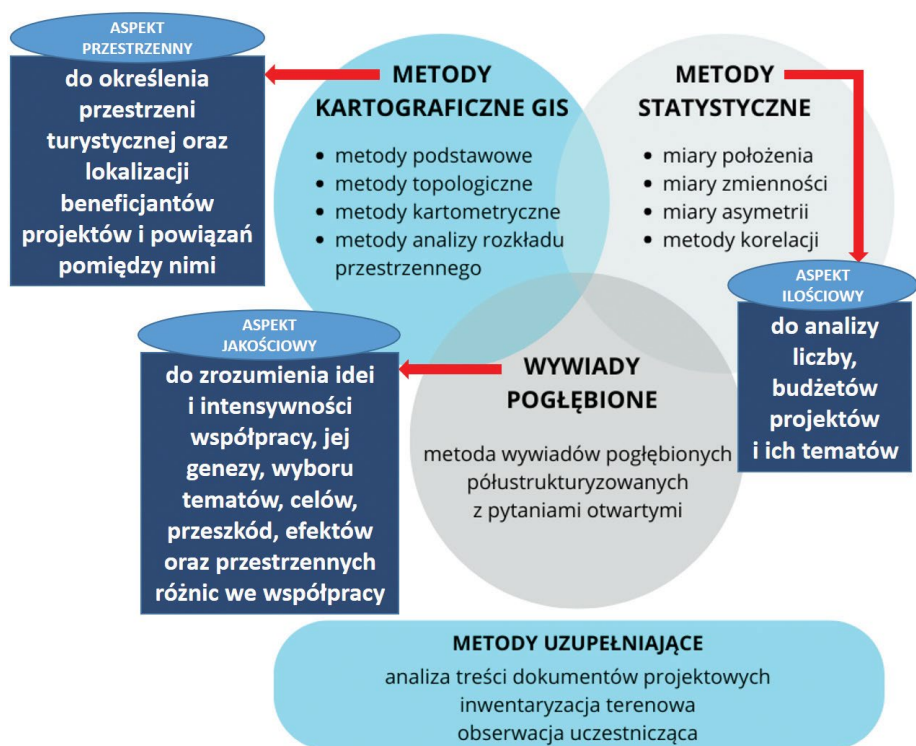 ASPEKT
PRZESTRZENNY
do określenia
przestrzeni
turystycznej oraz
lokalizacji
beneficjantów
projektów i powiązań
pomiędzy nimi
METODY
KARTOGRAFICZNE GIS
• metody podstawowe
• metody topologiczne
• metody kartometryczne
• metody analizy rozkładu
przestrzennego
METODY
STATYSTYCZNE
• miary położenia
• miary zmienności
• miary asymetrii
• metody korelacji
ASPEKT
ILOŚCIOWY
do analizy
liczby,
budżetów
projektów
i ich tematów
ASPEKT
JAKOŚCIOWY
do zrozumienia idei
i intensywności
współpracy, jej
genezy, wyboru
tematów, celów,
przeszkód, efektów
oraz przestrzennych
różnic we współpracy
WYWIADY
POGŁĘBIONE
metoda wywiadów pogłębionych
półustrukturyzowanych
z pytaniami otwartymi
METODY UZUPEŁNIAJĄCE
analiza treści dokumentów projektowych
inwentaryzacja terenowa
obserwacja uczestnicząca